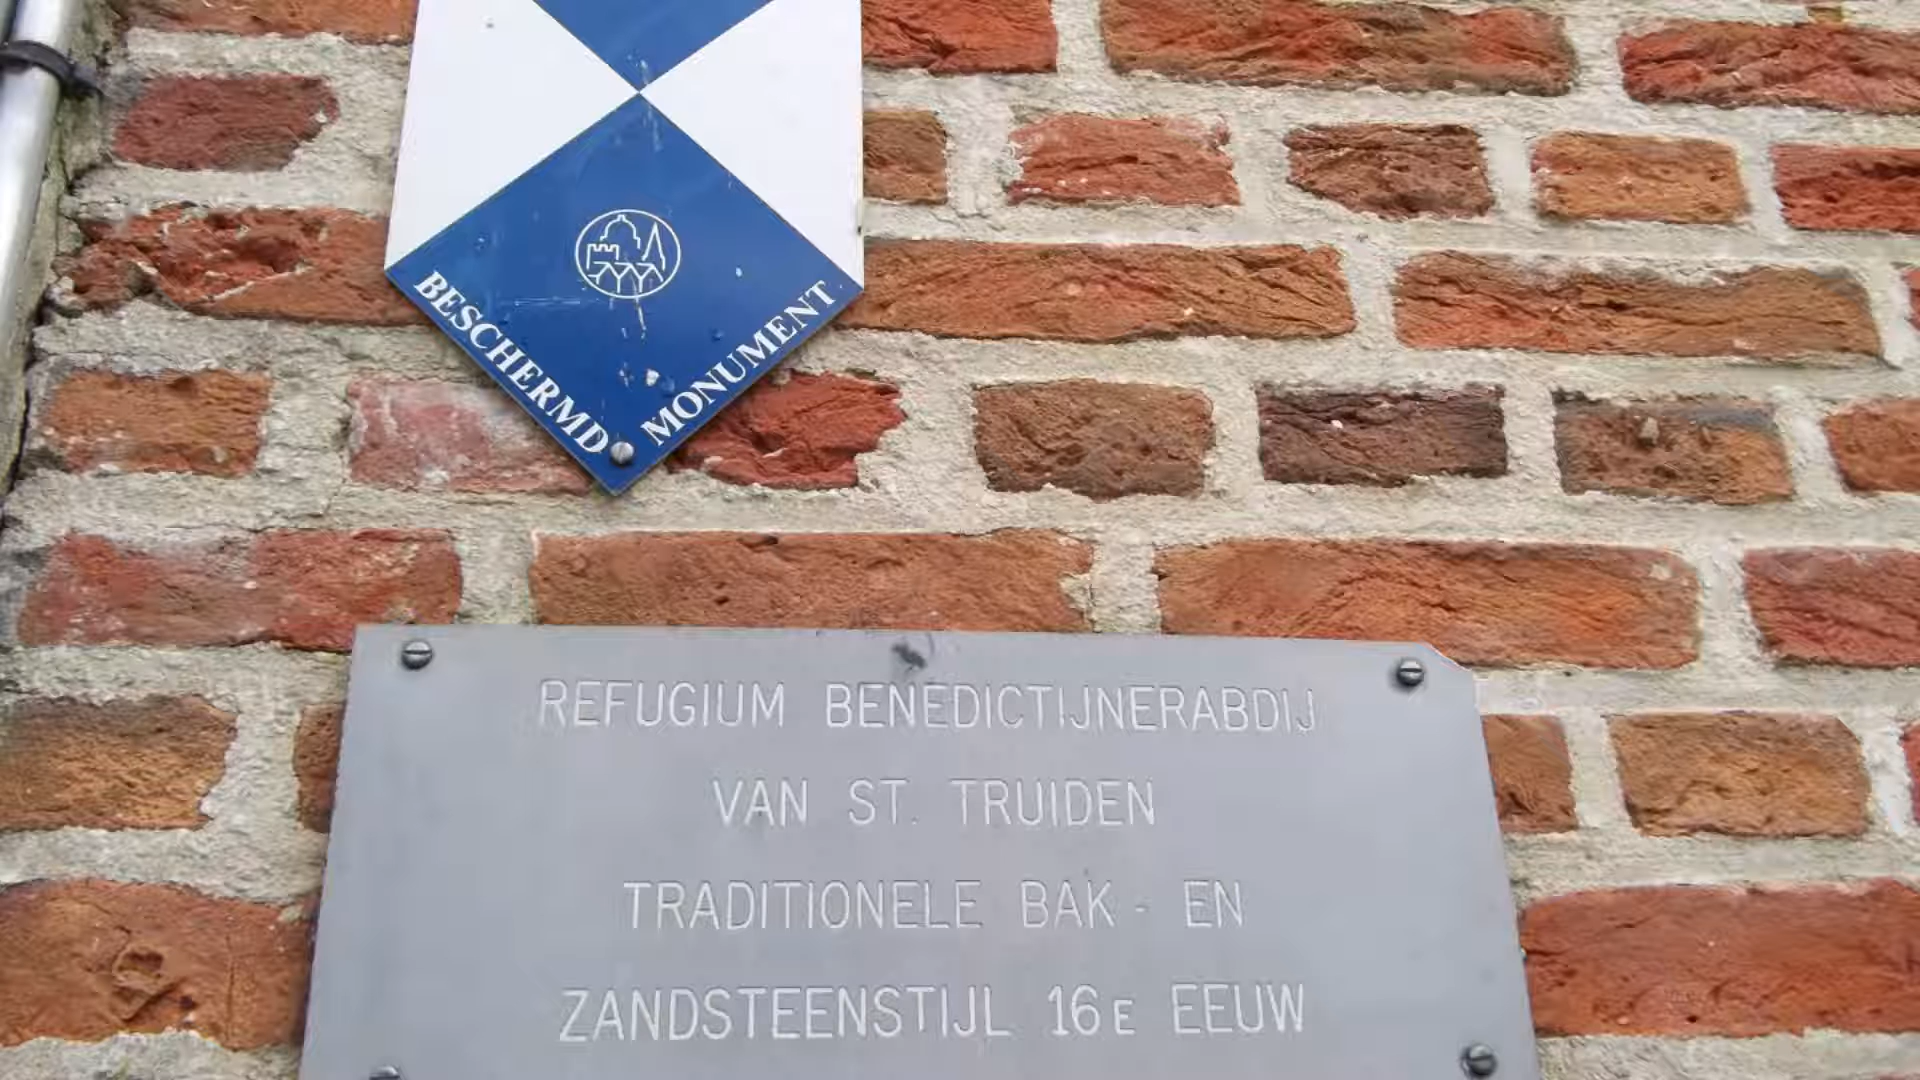 BESCHERMD MONUMENT
REFUGIUM BENEDICTIJNERABDIJ
VAN ST. TRUIDEN
TRADITIONELE BAK - EN
ZANDSTEENSTIJL 16E EEUW